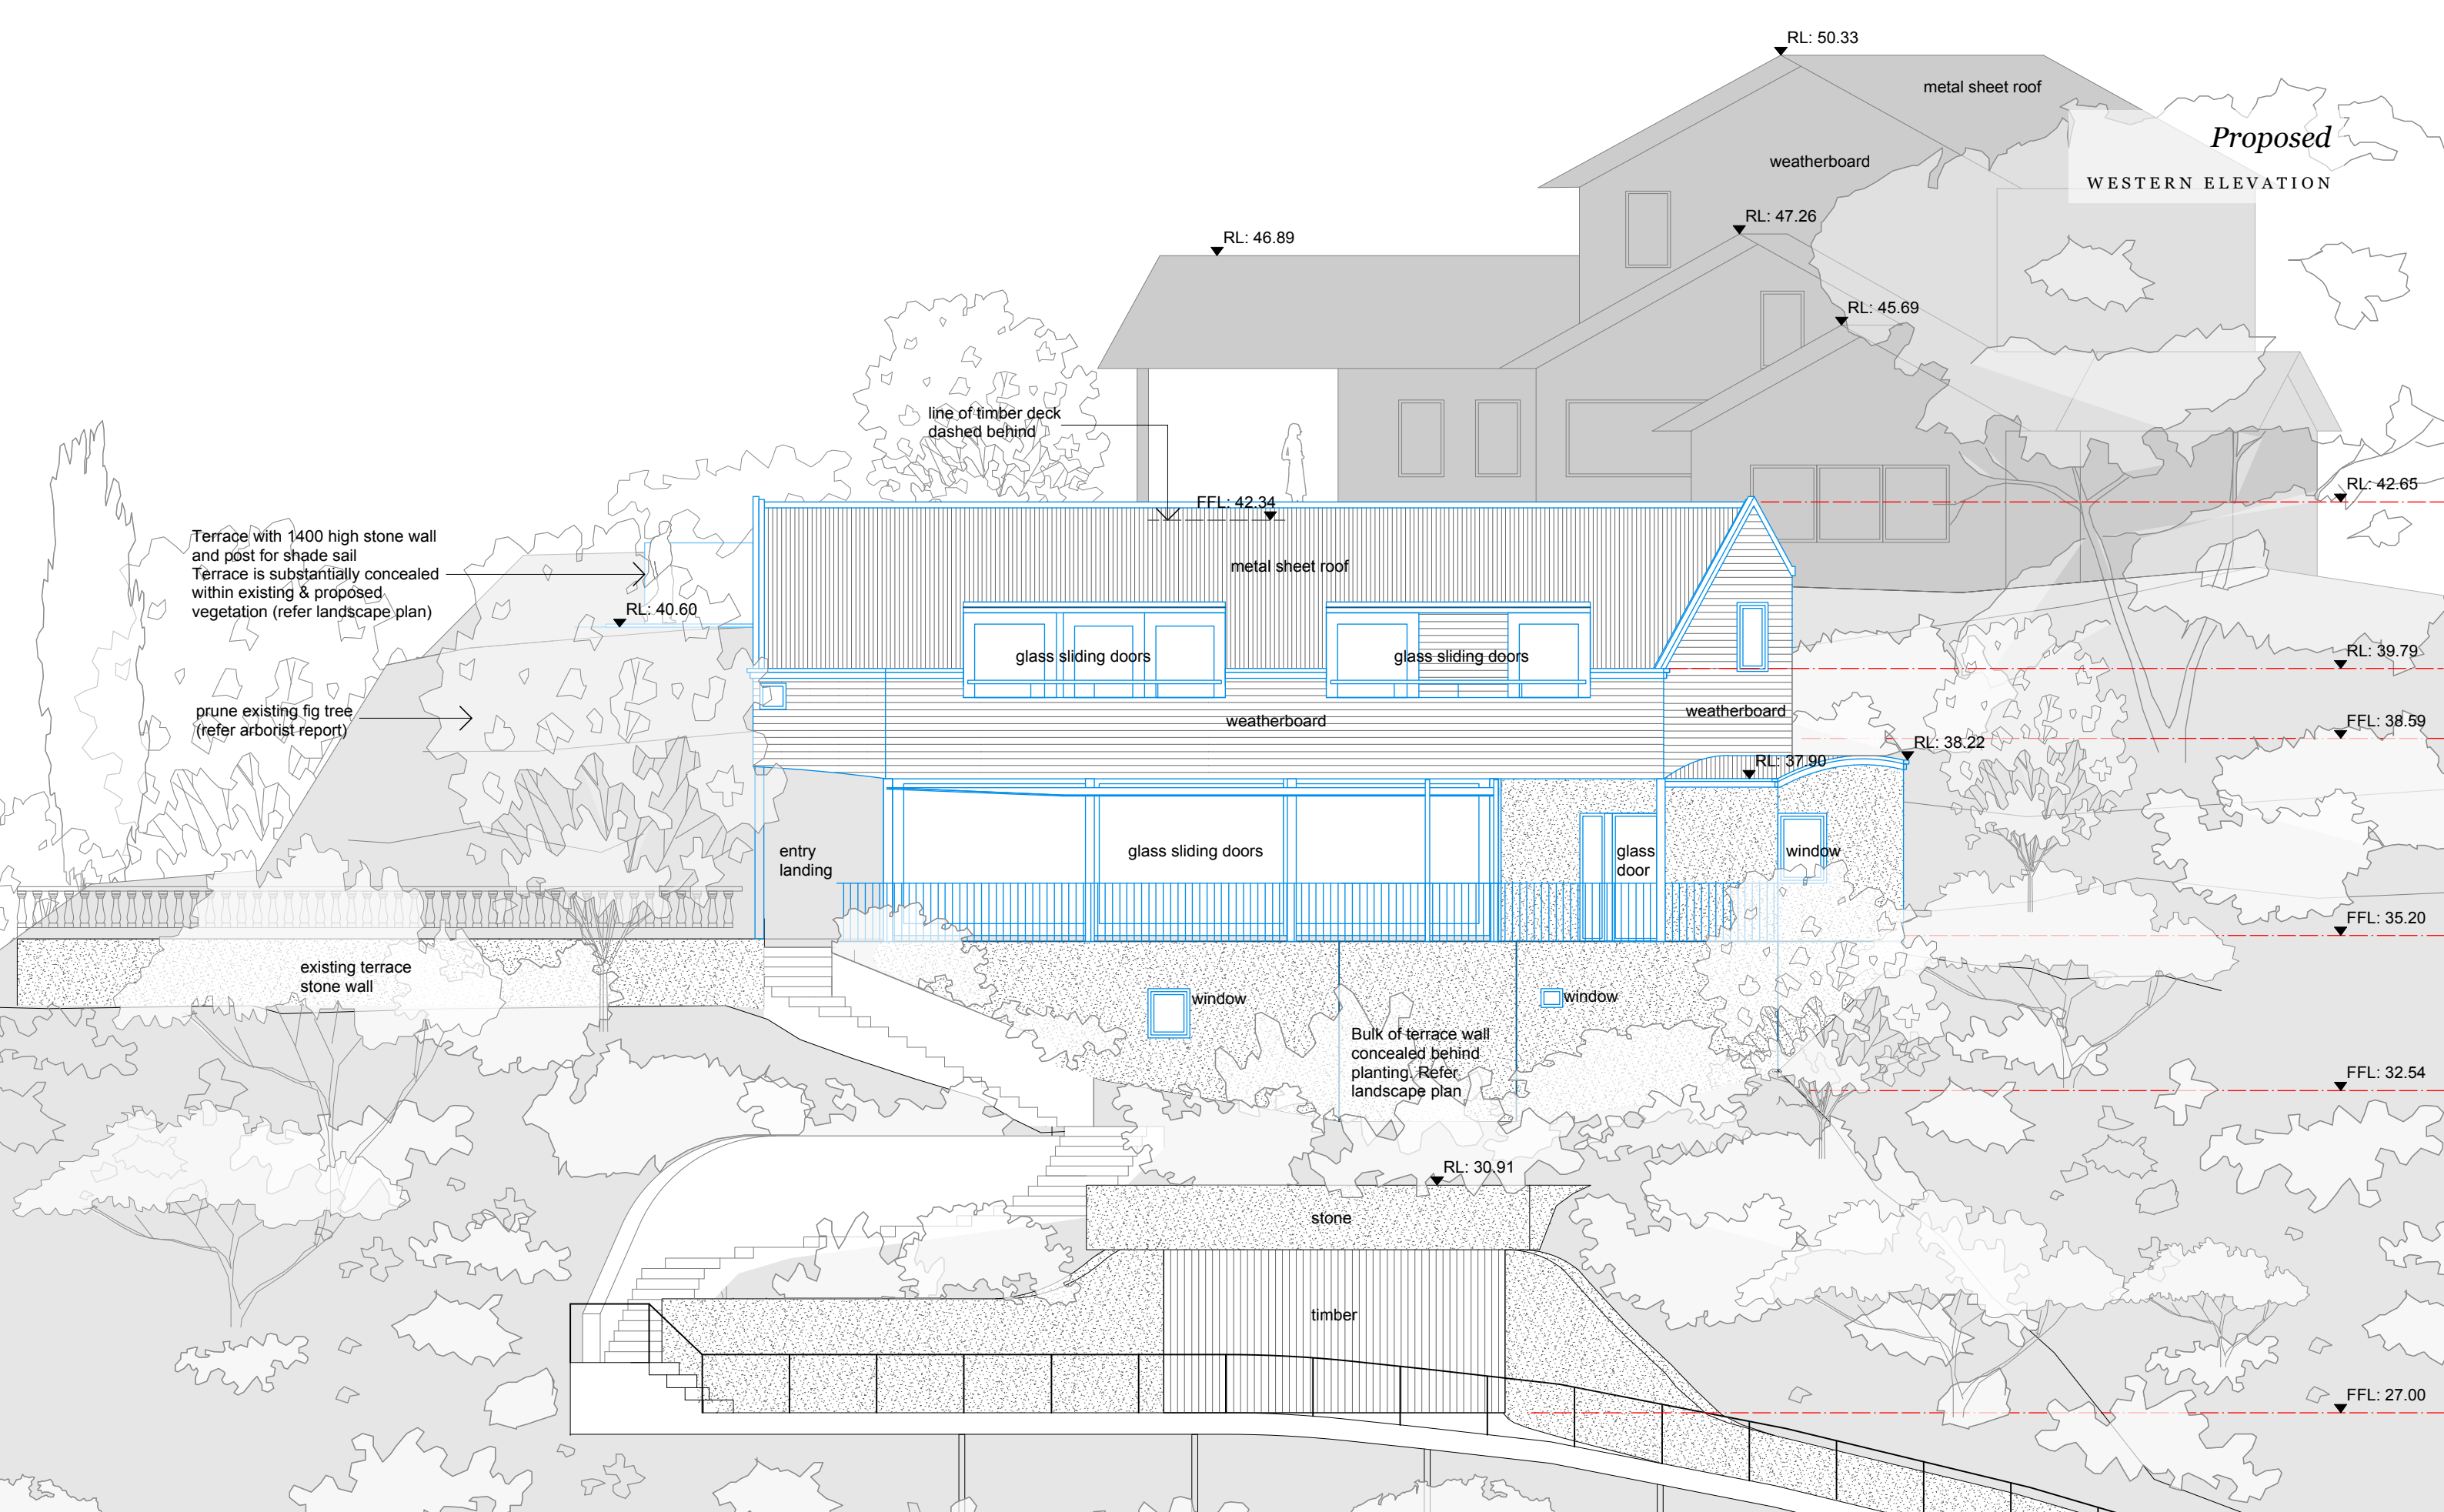 RL: 50.33
metal sheet roof
Proposed
weatherboard
WESTERN ELEVATION
RL: 47.26
RL: 46.89
RL: 45.69
line of timber deck
dashed behind
RL: 42.65
FFL: 42.34
Terrace with 1400 high stone wall
and post for shade sail
Terrace is substantially concealed
within existing & proposed
vegetation (refer landscape plan)
metal sheet roof
RL: 40.60
glass sliding doors
glass sliding doors
RL: 39.79
prune existing fig tree
(refer arborist report)
weatherboard
weatherboard
FFL: 38.59
RL: 38.22
RL: 37.90
entry
landing
glass sliding doors
glass
door
window
FFL: 35.20
existing terrace
stone wall
window
window
Bulk of terrace wall
concealed behind
planting. Refer
landscape plan
FFL: 32.54
RL: 30.91
stone
timber
FFL: 27.00